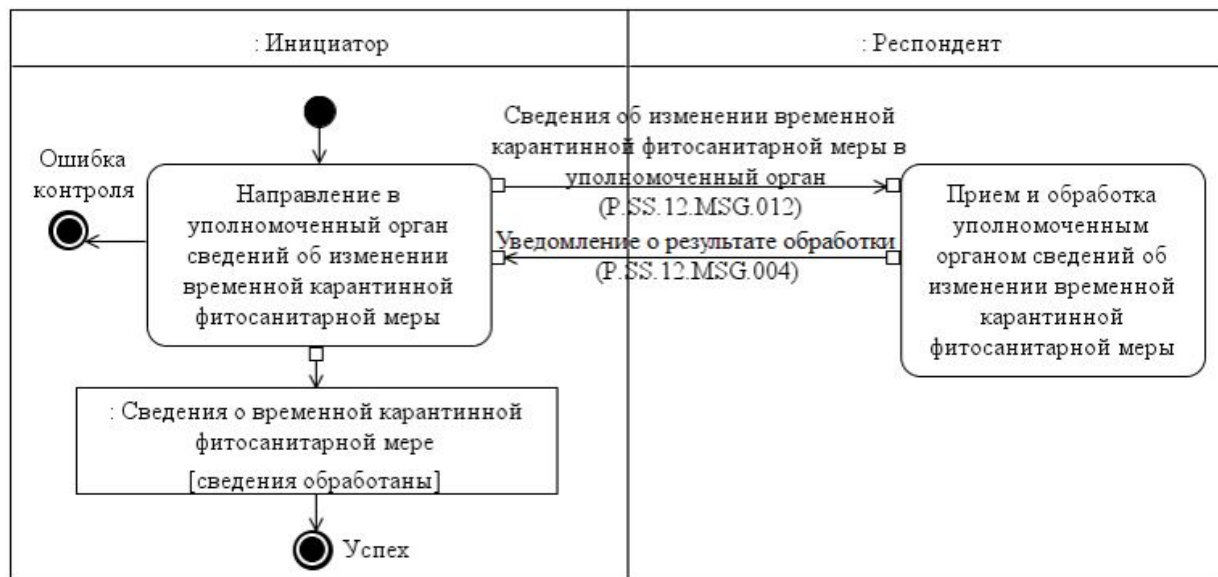 : Инициатор
: Респондент
Ошибка
контроля
Направление в
уполномоченный орган
сведений об изменении
временной карантинной
фитосанитарной меры
Сведения об изменении временной
карантинной фитосанитарной меры в
уполномоченный орган
(P.SS.12.MSG.012)
Уведомление о результате обработки
(P.SS.12.MSG.004)
Прием и обработка
уполномоченным
органом сведений об
изменении временной
карантинной
фитосанитарной меры
: Сведения о временной карантинной
фитосанитарной мере
[сведения обработаны]
Успех